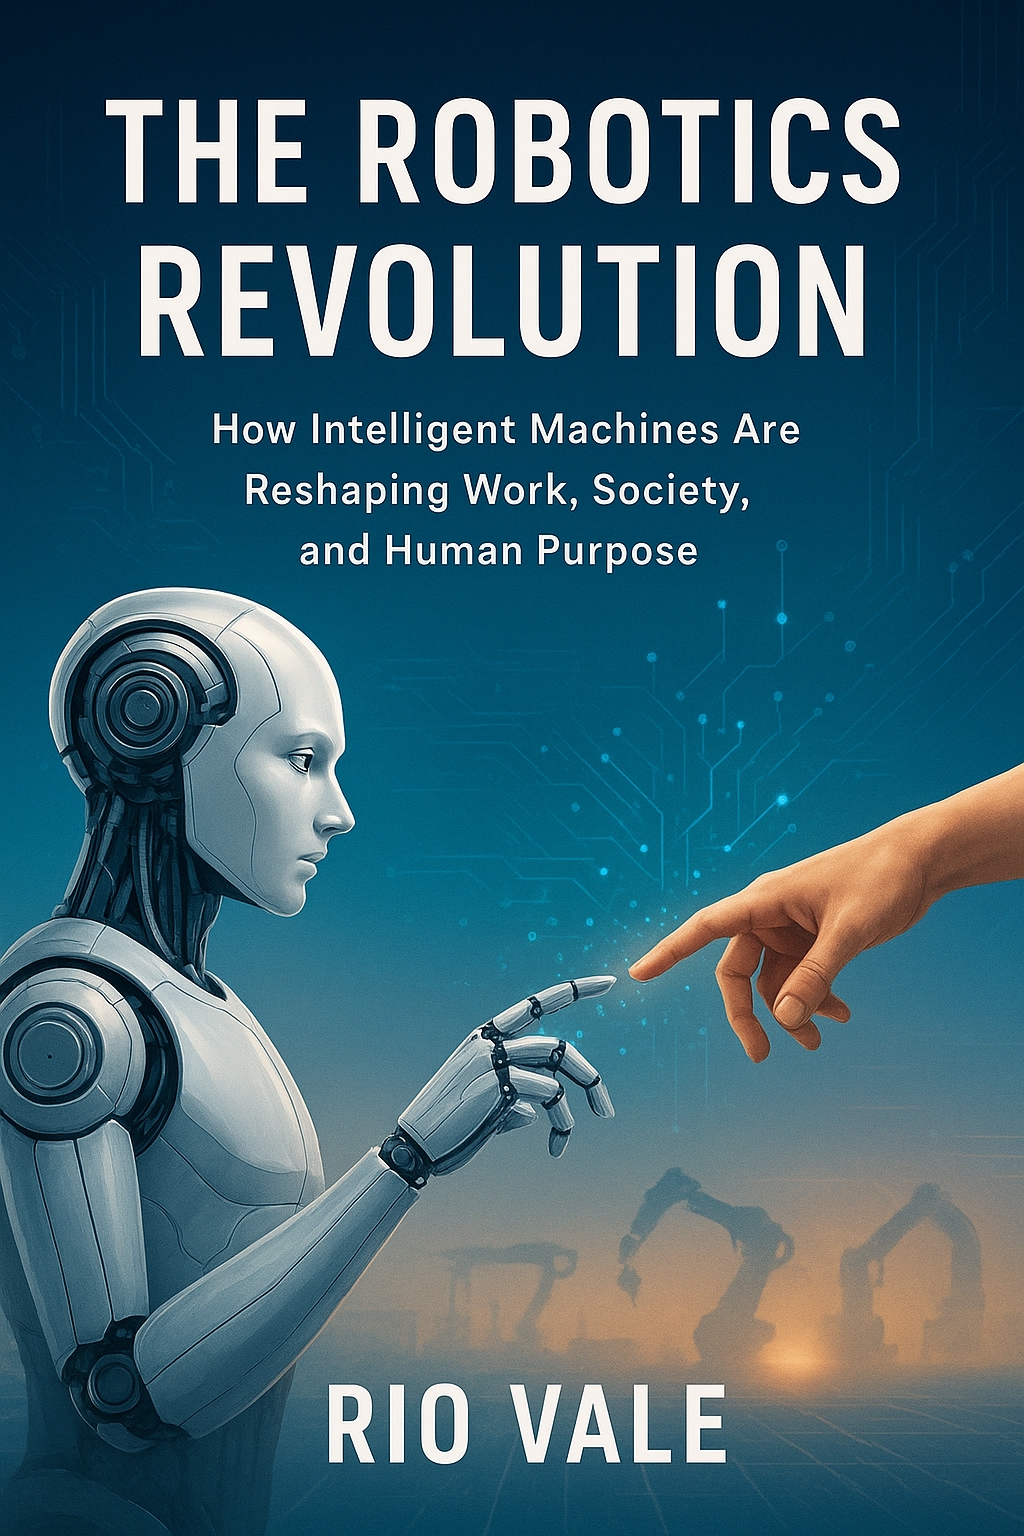 THE ROBOTICS
REVOLUTION
How Intelligent Machines Are
Reshaping Work, Society,
and Human Purpose
RIO VALE